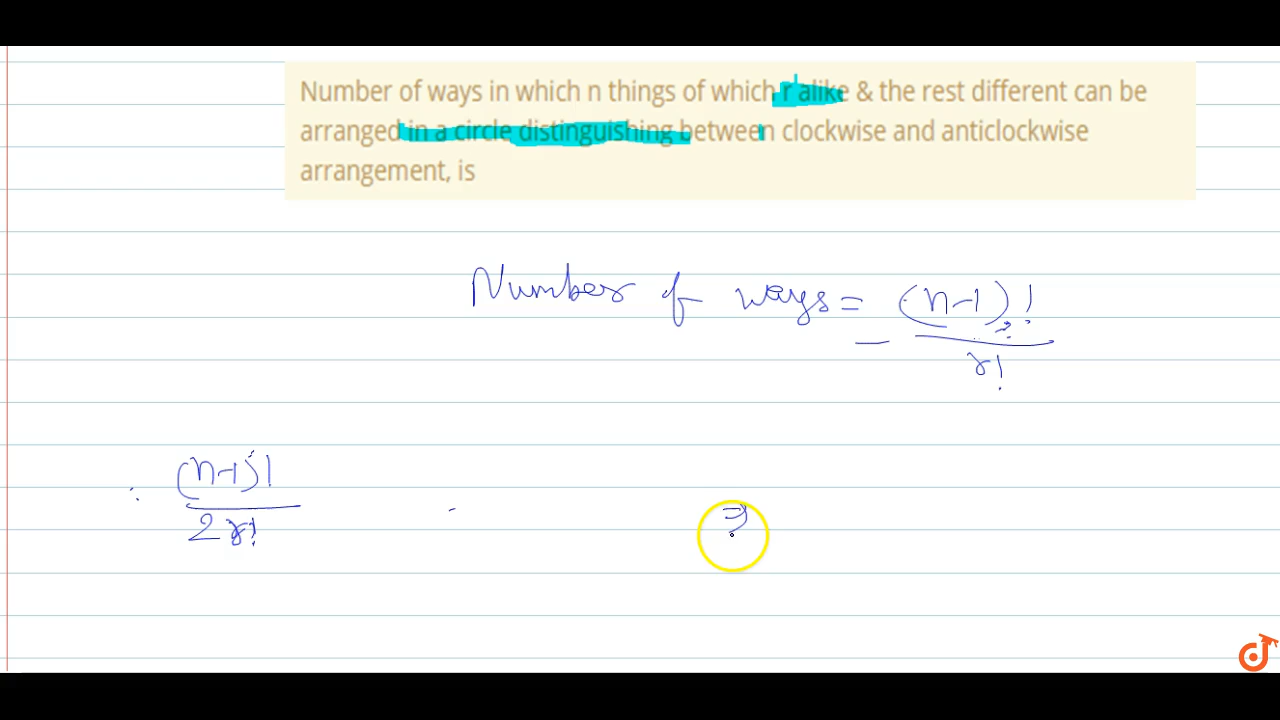 Number of ways in which n things of which r alike & the rest different can be
arranged in a circle distinguishing between clockwise and anticlockwise
arrangement, is
Number of ways = (n-1)!
r!
(n-1)!
2 r!